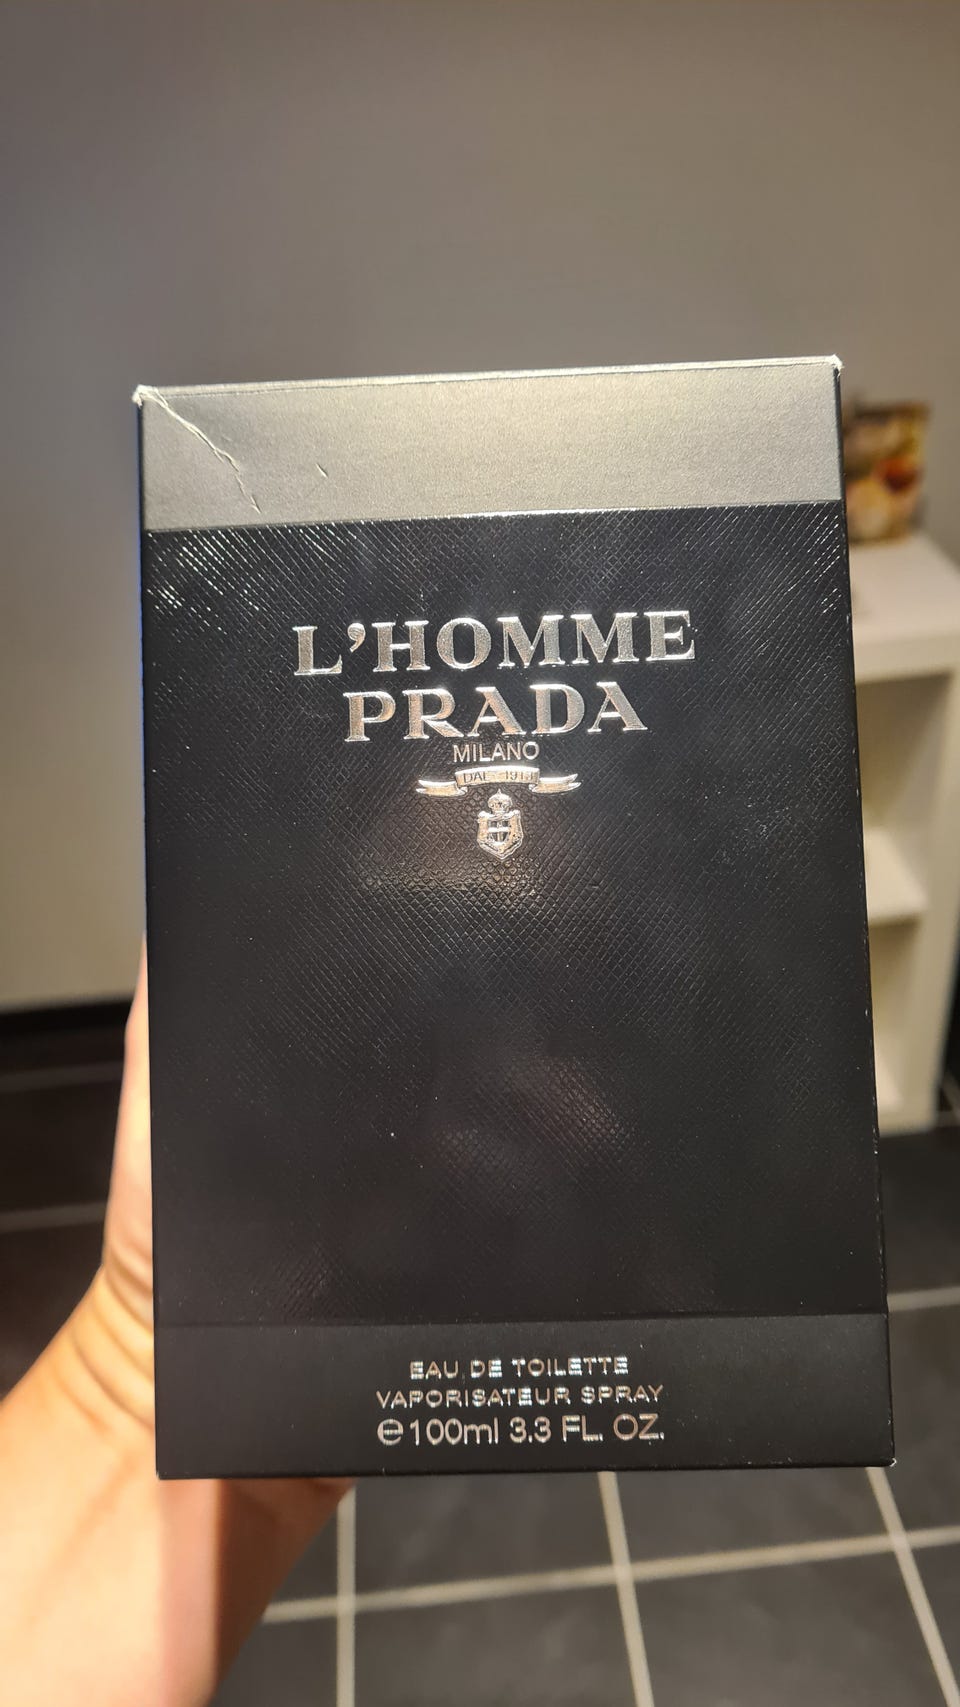 L'HOMME
PRADA
MILANO
DAL 1913
EAU DE TOILETTE
VAPORISATEUR SPRAY
℮100ml 3.3 FL. OZ.